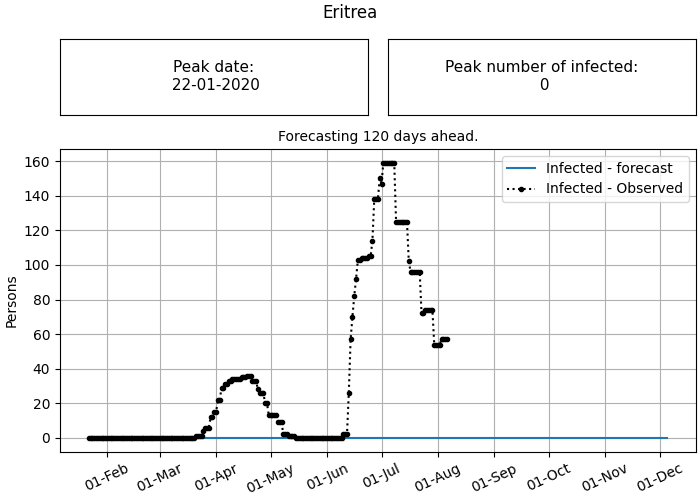 Eritrea
Peak date:
22-01-2020
Peak number of infected:
0
Forecasting 120 days ahead.
Infected - forecast
Infected - Observed
Persons
160
140
120
100
80
60
40
20
0
01-Feb
01-Mar
01-Apr
01-May
01-Jun
01-Jul
01-Aug
01-Sep
01-Oct
01-Nov
01-Dec